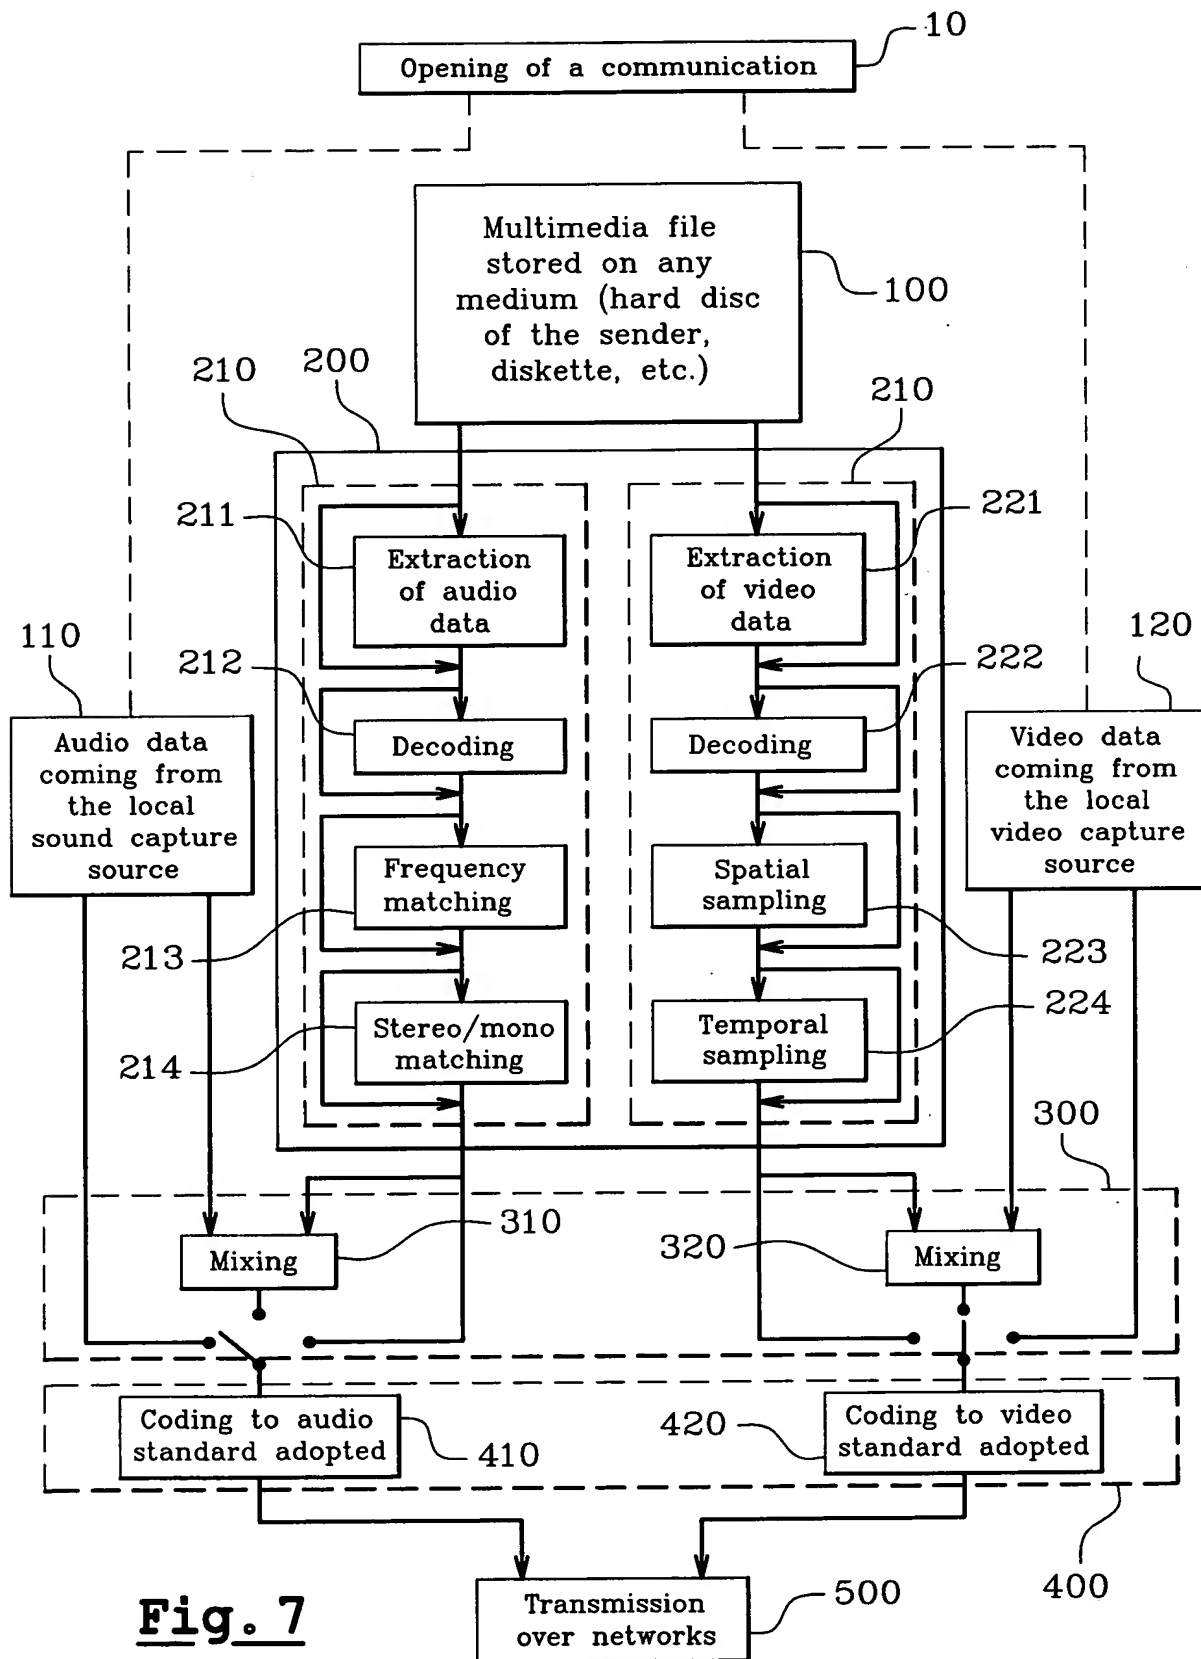 10
Opening of a communication
Multimedia file
stored on any
medium (hard disc
of the sender,
diskette, etc.)
100
200
210
210
211
Extraction
of audio
data
221
Extraction
of video
data
110
212
Decoding
222
Decoding
120
Audio data
coming from
the local
sound capture
source
Video data
coming from
the local
video capture
source
Frequency
matching
213
Spatial
sampling
223
Stereo/mono
matching
214
Temporal
sampling
224
300
Mixing
310
320
Mixing
Coding to audio
standard adopted
410
420
Coding to video
standard adopted
400
Transmission
over networks
500
Fig. 7